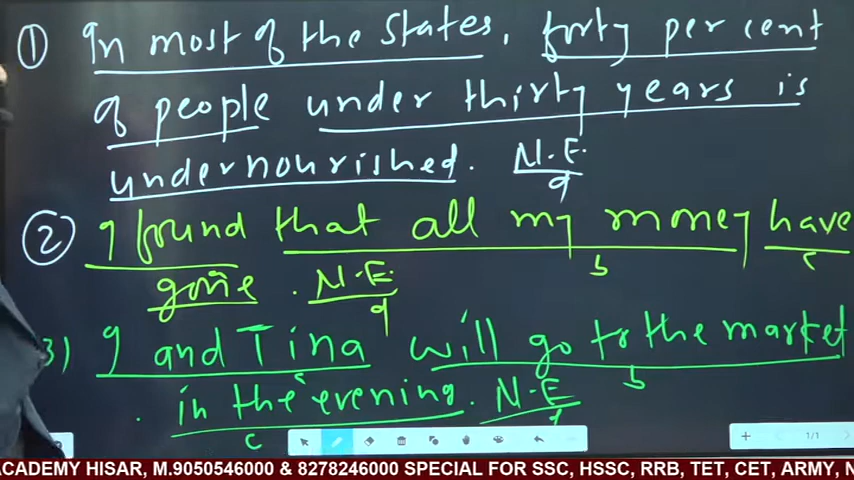 ① In most of the states, forty per cent
of people under thirty years is
undernourished. N.E.
d
② I found that all my money have
b c
gone. N.E.
d
3) I and Tina will go to the market
b
in the evening. N.E
c d
1/1
ACADEMY HISAR, M.9050546000 & 8278246000 SPECIAL FOR SSC, HSSC, RRB, TET, CET, ARMY, N